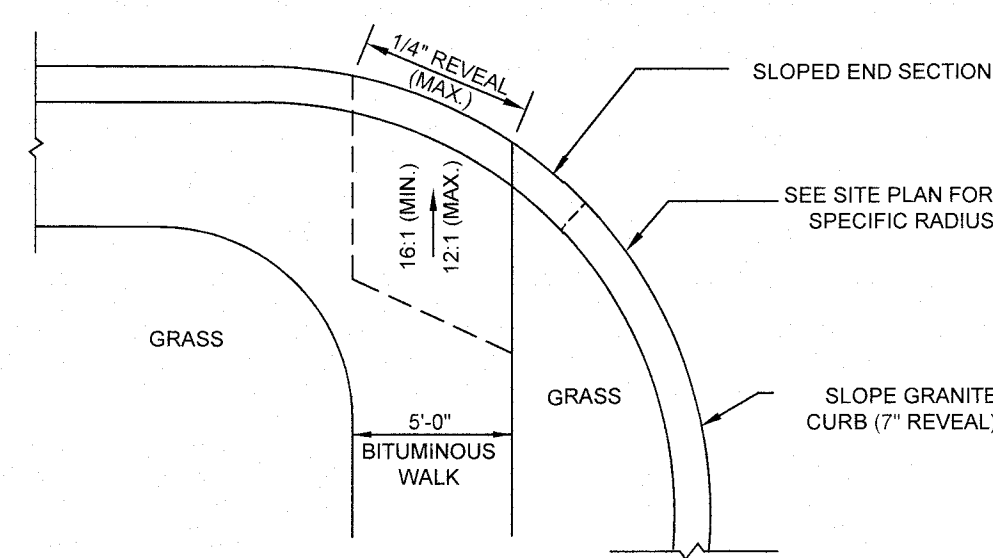 1/4" REVEAL
(MAX.)
SLOPED END SECTION
16:1 (MIN.)
12:1 (MAX.)
SEE SITE PLAN FOR
SPECIFIC RADIUS
GRASS
GRASS
SLOPE GRANITE
CURB (7" REVEAL)
5'-0"
BITUMINOUS
WALK